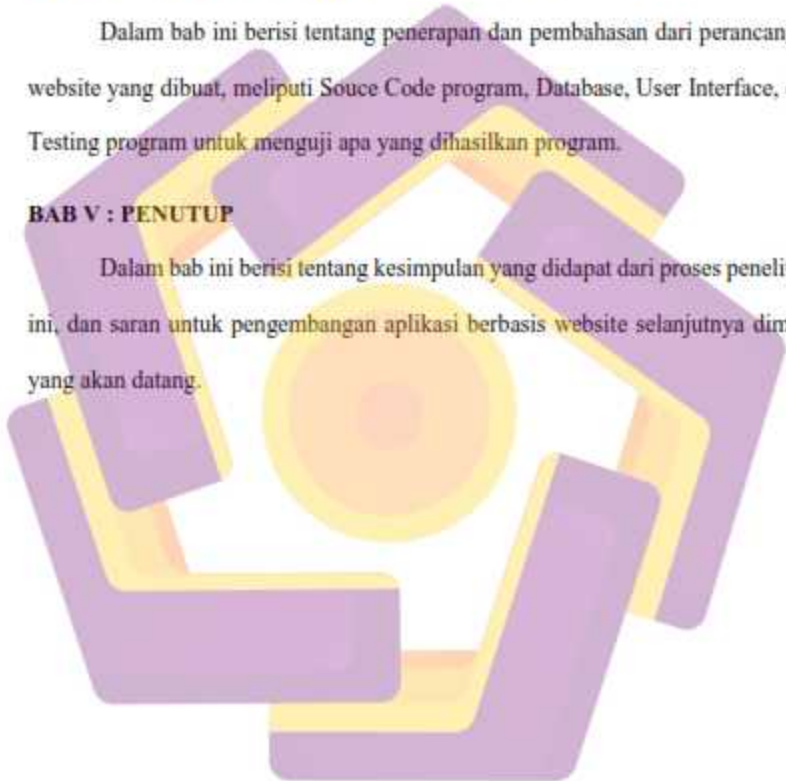 Dalam bab ini berisi tentang penerapan dan pembahasan dari perancan
website yang dibuat, meliputi Souce Code program, Database, User Interface,
Testing program untuk menguji apa yang dihasilkan program.
BAB V : PENUTUP
Dalam bab ini berisi tentang kesimpulan yang didapat dari proses peneli
ini, dan saran untuk pengembangan aplikasi berbasis website selanjutnya dim
yang akan datang.